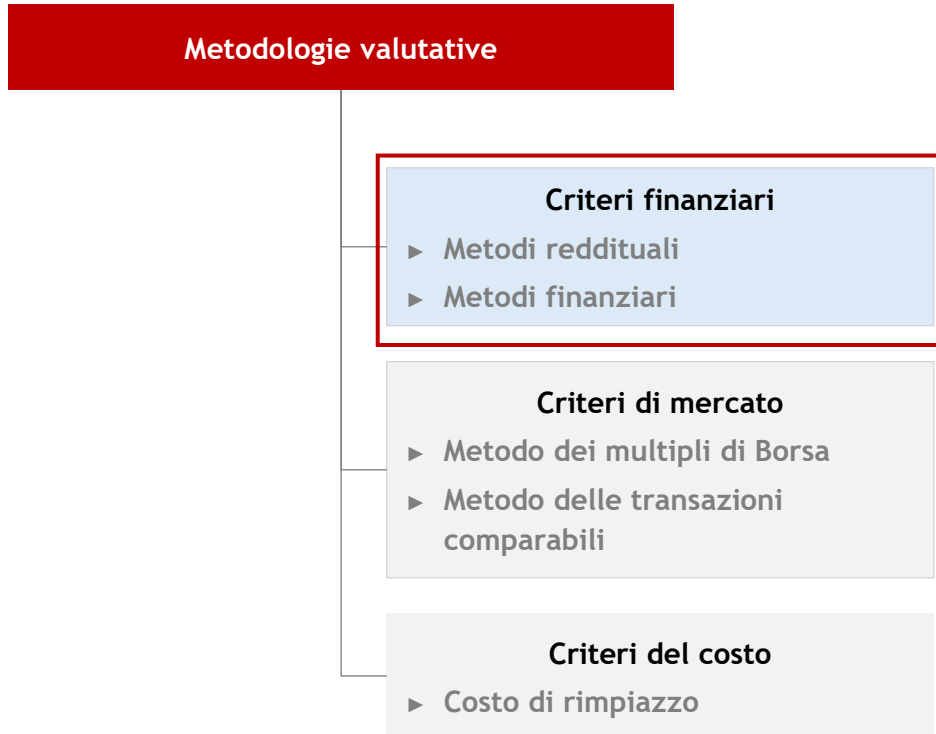 Metodologie valutative
Criteri finanziari
► Metodi reddituali
► Metodi finanziari
Criteri di mercato
► Metodo dei multipli di Borsa
► Metodo delle transazioni
comparabili
Criteri del costo
► Costo di rimpiazzo